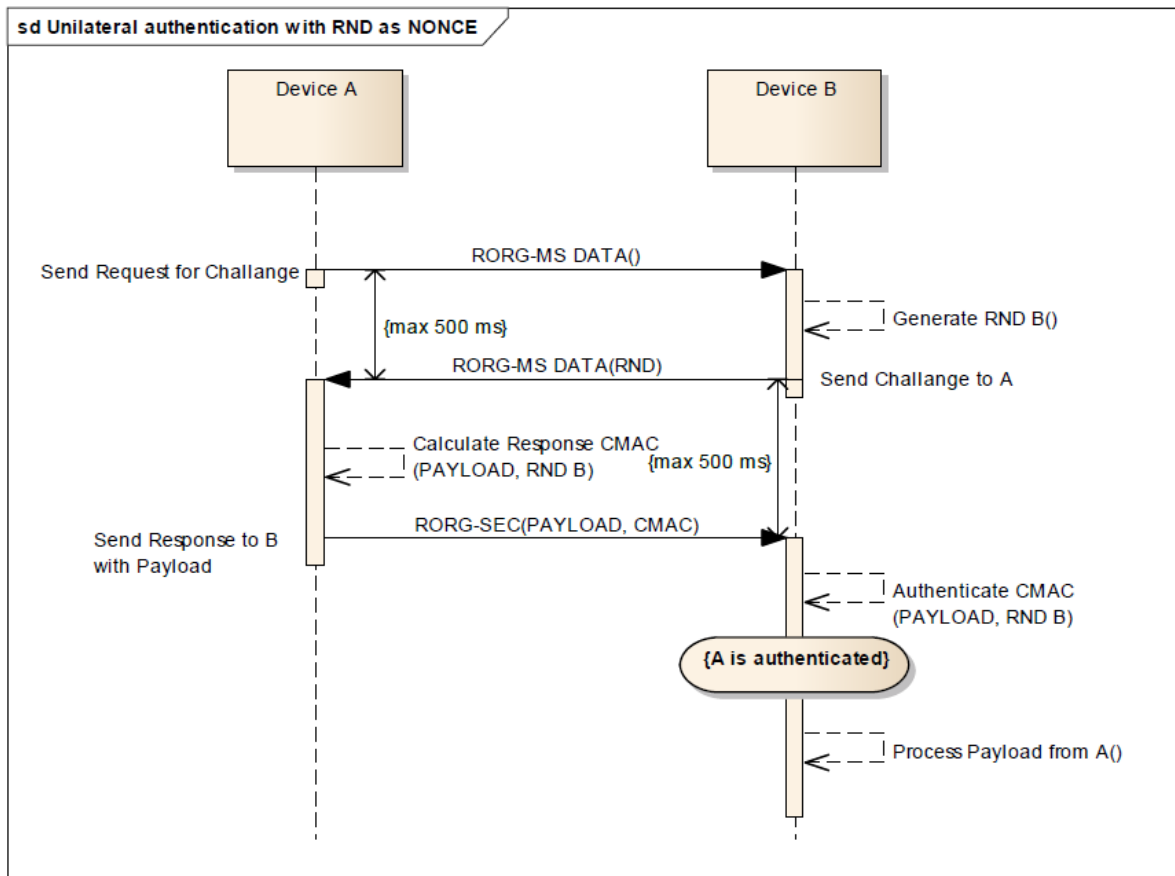 sd Unilateral authentication with RND as NONCE
Device A
Device B
RORG-MS DATA()
Send Request for Challange
Generate RND B()
{max 500 ms}
RORG-MS DATA(RND)
Send Challange to A
Calculate Response CMAC
(PAYLOAD, RND B)
{max 500 ms}
RORG-SEC(PAYLOAD, CMAC)
Send Response to B
with Payload
Authenticate CMAC
(PAYLOAD, RND B)
{A is authenticated}
Process Payload from A()